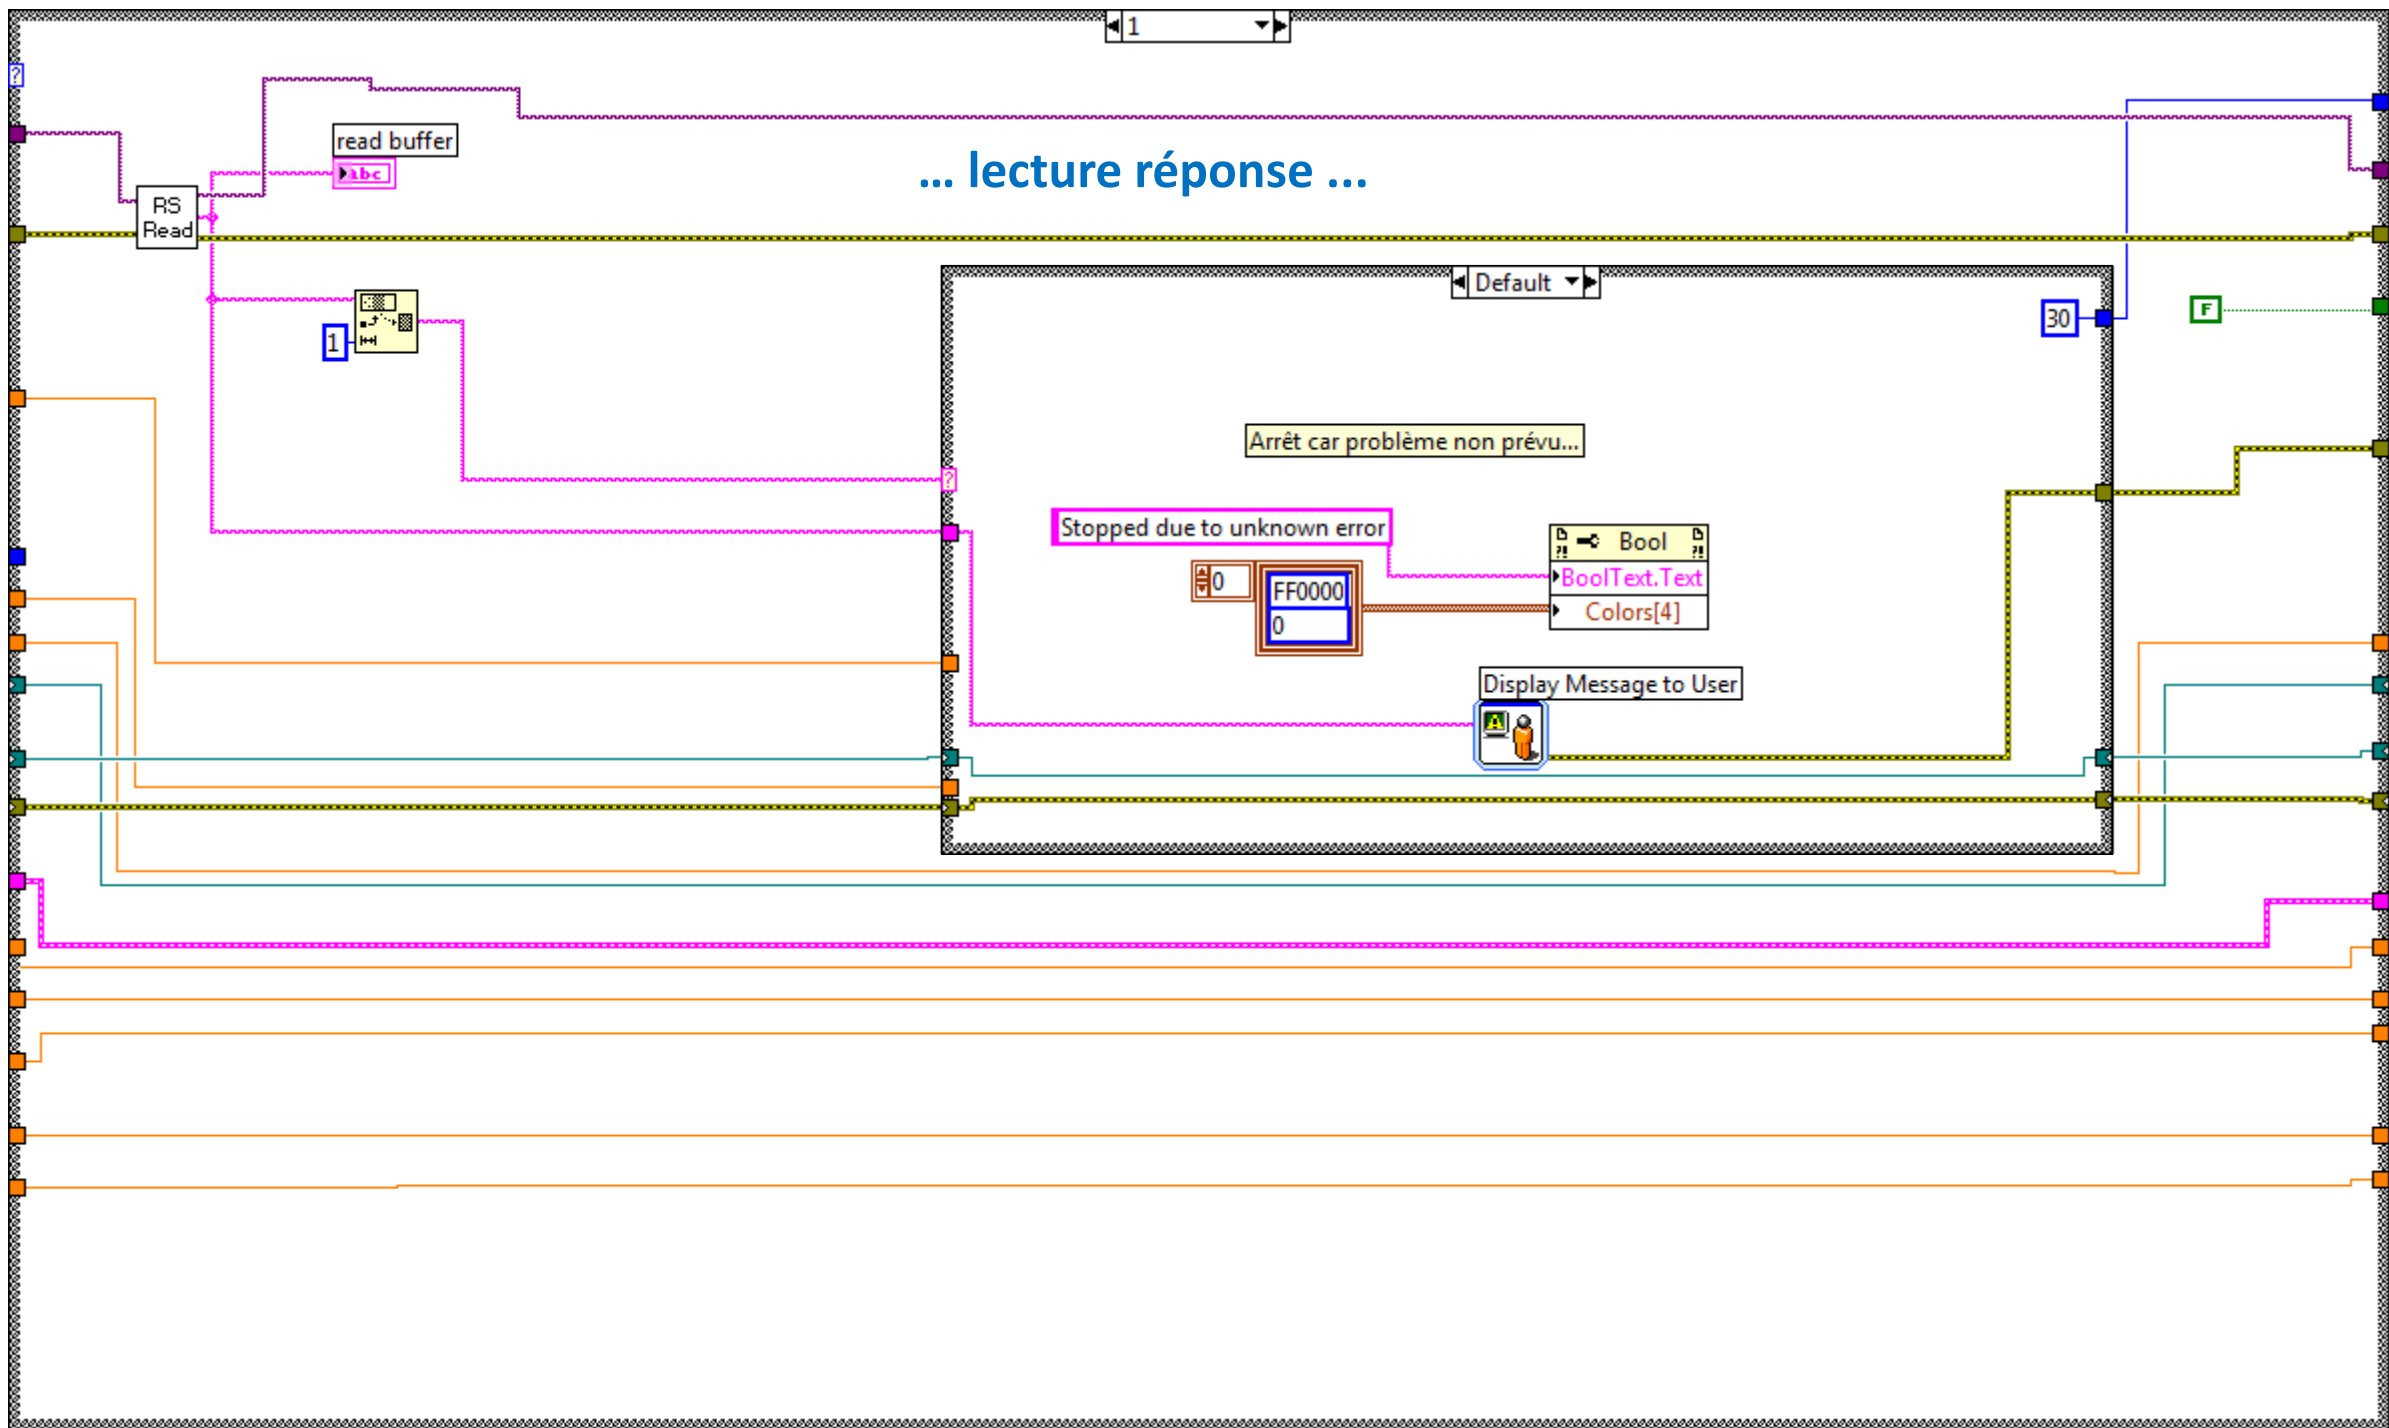 1
?
read buffer
abc
... lecture réponse ...
RS
Read
Default
30
F
1
Arrêt car problème non prévu...
?
Stopped due to unknown error
Bool
?!
?!
BoolText.Text
0
FF0000
0
Colors[4]
Display Message to User